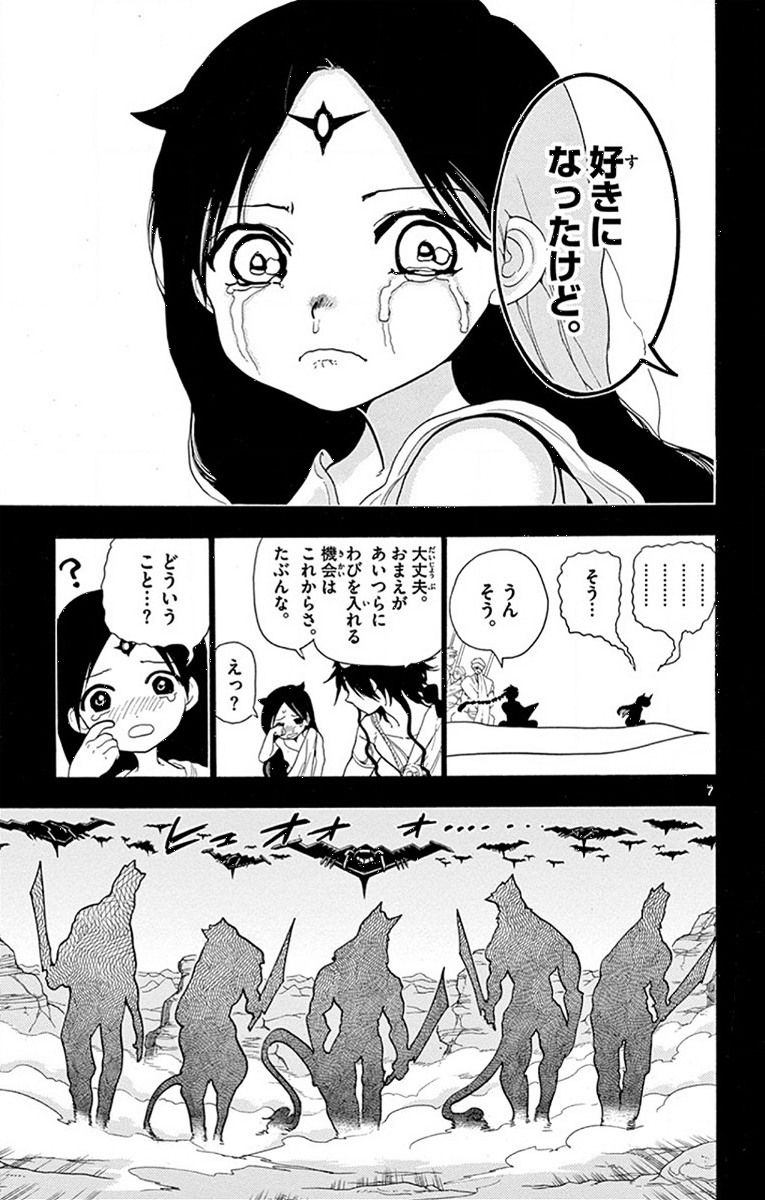 好きに
なったけど。
…………
…………
そう…
うん
そう。
大丈夫。
おまえが
あいつらに
わびを入れる
機会は
これからさ。
たぶんな。
えっ?
どういう
こと…?
?
7
ヒュオオオ……